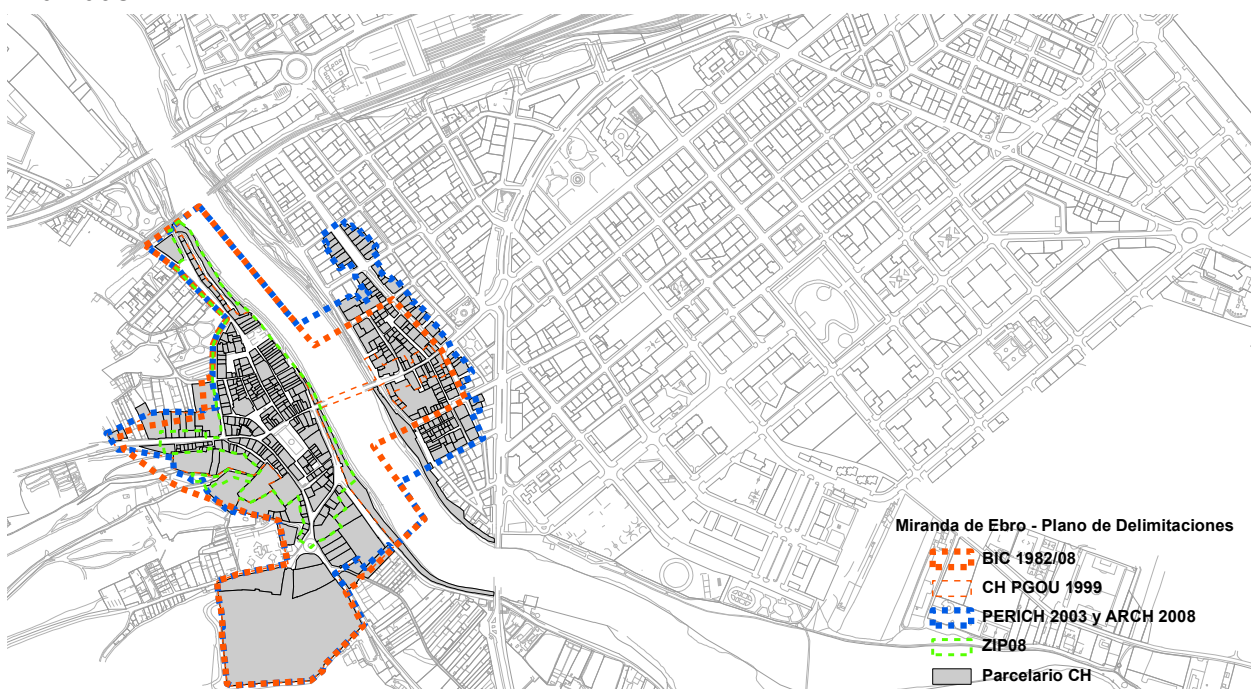 Miranda de Ebro - Plano de Delimitaciones
BIC 1982/08
CH PGOU 1999
PERICH 2003 y ARCH 2008
ZIP08
Parcelario CH